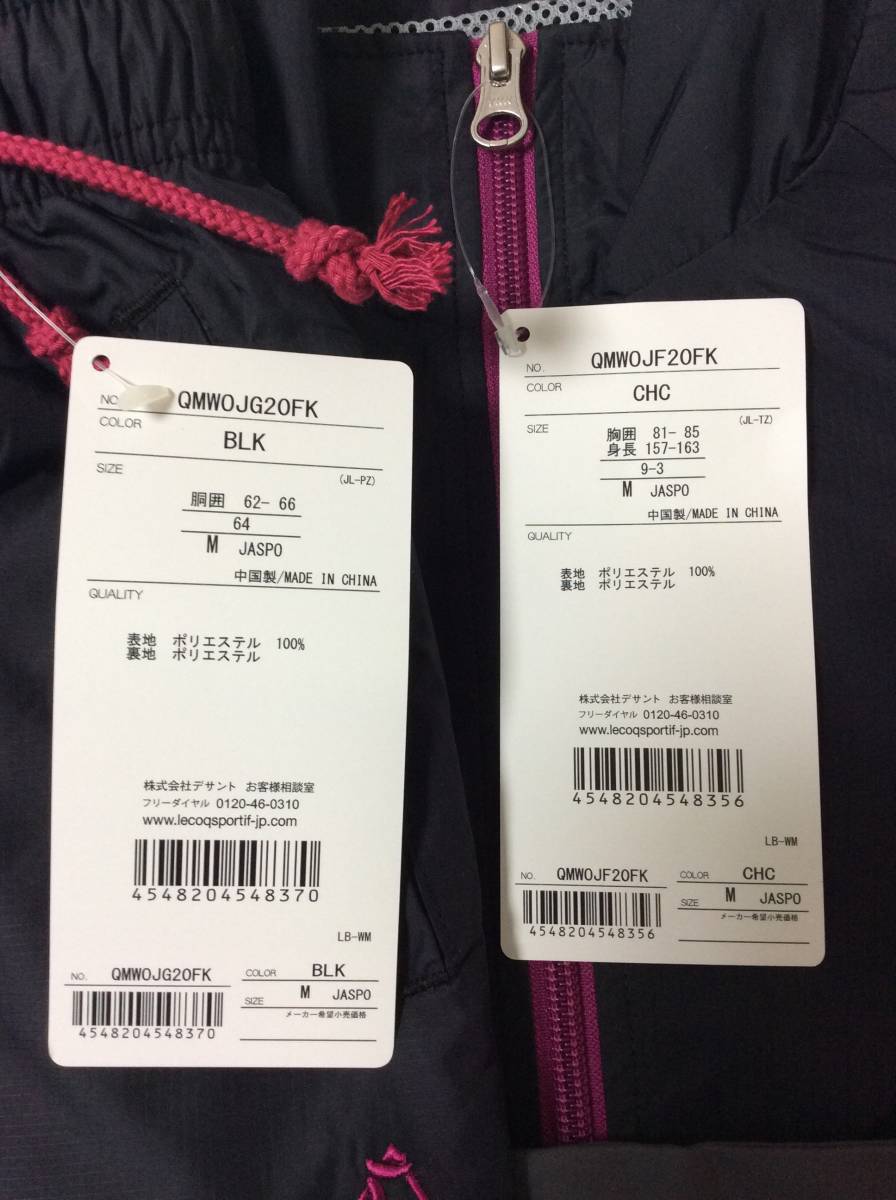 NO. QMWOJG20FK
COLOR
BLK
SIZE
(JL-PZ)
胴囲 62- 66
64
M JASPO
中国製/MADE IN CHINA
QUALITY
表地 ポリエステル 100%
裏地 ポリエステル
株式会社デサント お客様相談室
フリーダイヤル 0120-46-0310
www.lecoqsportif-jp.com
4548204548370
LB-WM
NO. QMWOJG20FK
COLOR BLK
SIZE M JASPO
メーカー希望小売価格
4548204548370
NO. QMWOJF20FK
COLOR
CHC
SIZE
(JL-TZ)
胸囲 81- 85
身長 157-163
9-3
M JASPO
中国製/MADE IN CHINA
QUALITY
表地 ポリエステル 100%
裏地 ポリエステル
株式会社デサント お客様相談室
フリーダイヤル 0120-46-0310
www.lecoqsportif-jp.com
4548204548356
LB-WM
NO. QMWOJF20FK
COLOR CHC
SIZE M JASPO
メーカー希望小売価格
4548204548356